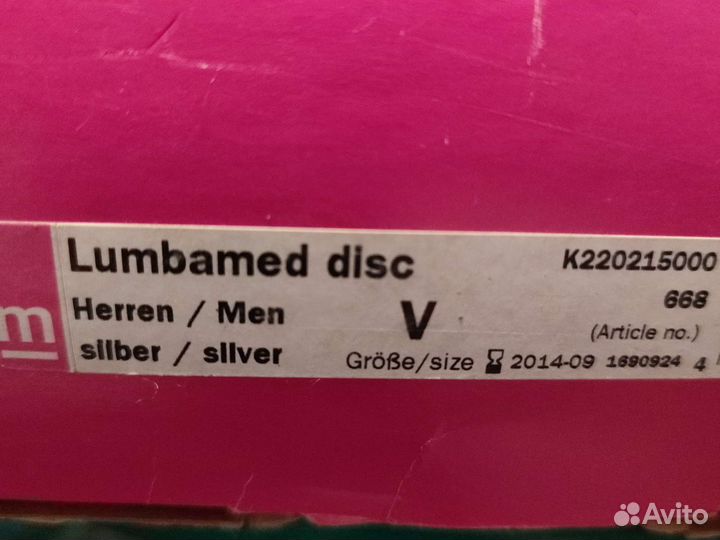 m
Lumbamed disc
K220215000
668
Herren / Men
V
(Article no.)
silber / silver
Größe/size 2014-09 1690924 4
Avito